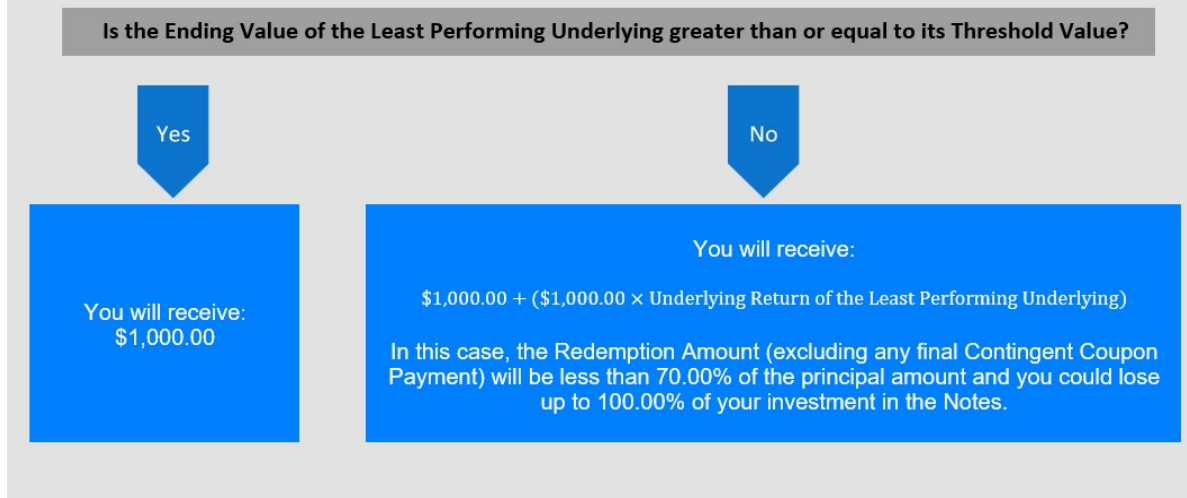 Is the Ending Value of the Least Performing Underlying greater than or equal to its Threshold Value?
Yes
No
You will receive:
$1,000.00
You will receive:
$1,000.00 + ($1,000.00 × Underlying Return of the Least Performing Underlying)
In this case, the Redemption Amount (excluding any final Contingent Coupon
Payment) will be less than 70.00% of the principal amount and you could lose
up to 100.00% of your investment in the Notes.